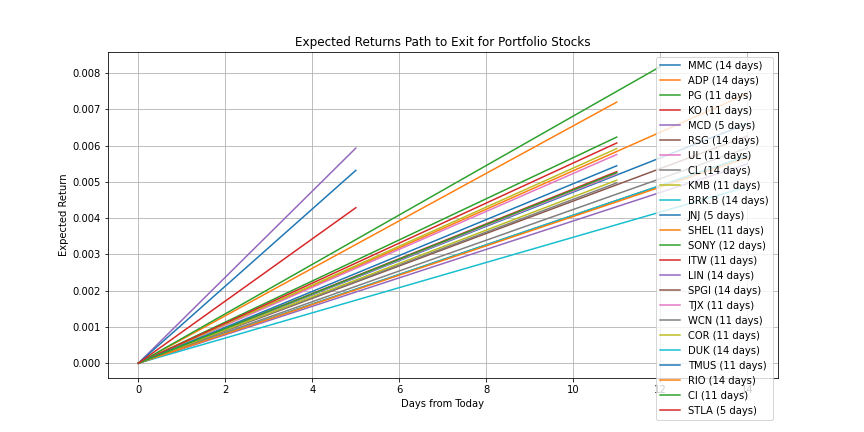 Expected Returns Path to Exit for Portfolio Stocks
Expected Return
0.008
0.007
0.006
0.005
0.004
0.003
0.002
0.001
0.000
0 2 4 6 8 10 12 14
Days from Today
MMC (14 days)
ADP (14 days)
PG (11 days)
KO (11 days)
MCD (5 days)
RSG (14 days)
UL (11 days)
CL (14 days)
KMB (11 days)
BRK.B (14 days)
JNJ (5 days)
SHEL (11 days)
SONY (12 days)
ITW (11 days)
LIN (14 days)
SPGI (14 days)
TJX (11 days)
WCN (11 days)
COR (11 days)
DUK (14 days)
TMUS (11 days)
RIO (14 days)
CI (11 days)
STLA (5 days)